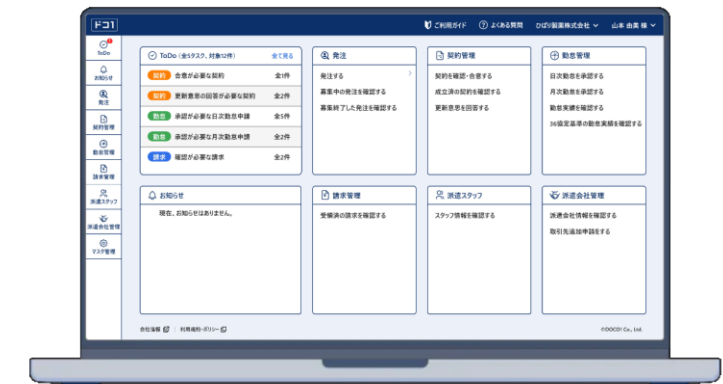 ドコ1
ご利用ガイド
よくある質問
ひばり製薬株式会社
山本 由美 様
ToDo
お知らせ
発注
契約管理
勤怠管理
請求管理
派遣スタッフ
派遣会社管理
マスタ管理
ToDo (全5タスク、対象12件)
全て見る
契約 合意が必要な契約 全1件
契約 更新意思の回答が必要な契約 全2件
勤怠 承認が必要な日次勤怠申請 全5件
勤怠 承認が必要な月次勤怠申請 全2件
請求 確認が必要な請求 全2件
発注
発注する
募集中の発注を確認する
募集終了した発注を確認する
契約管理
契約を確認・合意する
成立済の契約を確認する
更新意思を回答する
勤怠管理
日次勤怠を承認する
月次勤怠を承認する
勤怠実績を確認する
36協定基準の勤怠実績を確認する
お知らせ
現在、お知らせはありません。
請求管理
受領済の請求を確認する
派遣スタッフ
スタッフ情報を確認する
派遣会社管理
派遣会社情報を確認する
取引先追加申請をする
会社情報
利用規約・ポリシー
©DOCO1 Co., Ltd.